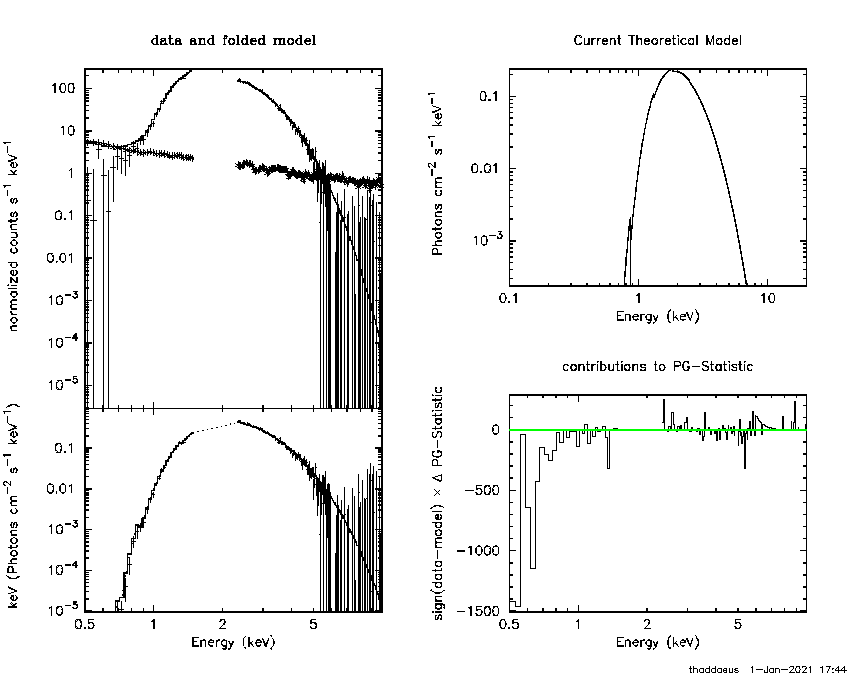 data and folded model
normalized counts s⁻¹ keV⁻¹
100
10
1
0.1
0.01
10⁻³
10⁻⁴
10⁻⁵
keV (Photons cm⁻² s⁻¹ keV⁻¹)
0.1
0.01
10⁻³
10⁻⁴
10⁻⁵
0.5 1 2 5
Energy (keV)
Current Theoretical Model
Photons cm⁻² s⁻¹ keV⁻¹
0.1
0.01
10⁻³
0.1 1 10
Energy (keV)
contributions to PG−Statistic
sign(data−model) × Δ PG−Statistic
0
−500
−1000
−1500
0.5 1 2 5
Energy (keV)
thaddaeus 1−Jan−2021 17:44